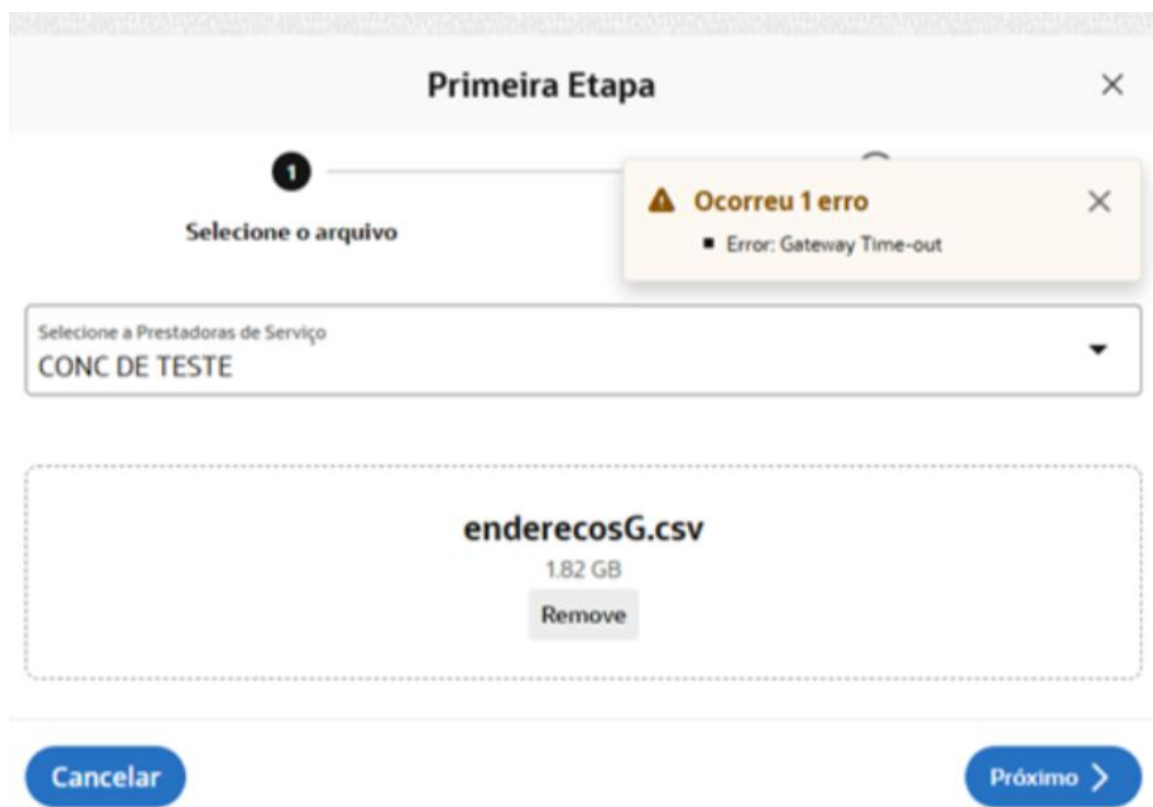 Primeira Etapa
1
Selecione o arquivo
Ocorreu 1 erro
Error: Gateway Time-out
Selecione a Prestadoras de Serviço
CONC DE TESTE
enderecosG.csv
1.82 GB
Remove
Cancelar
Próximo